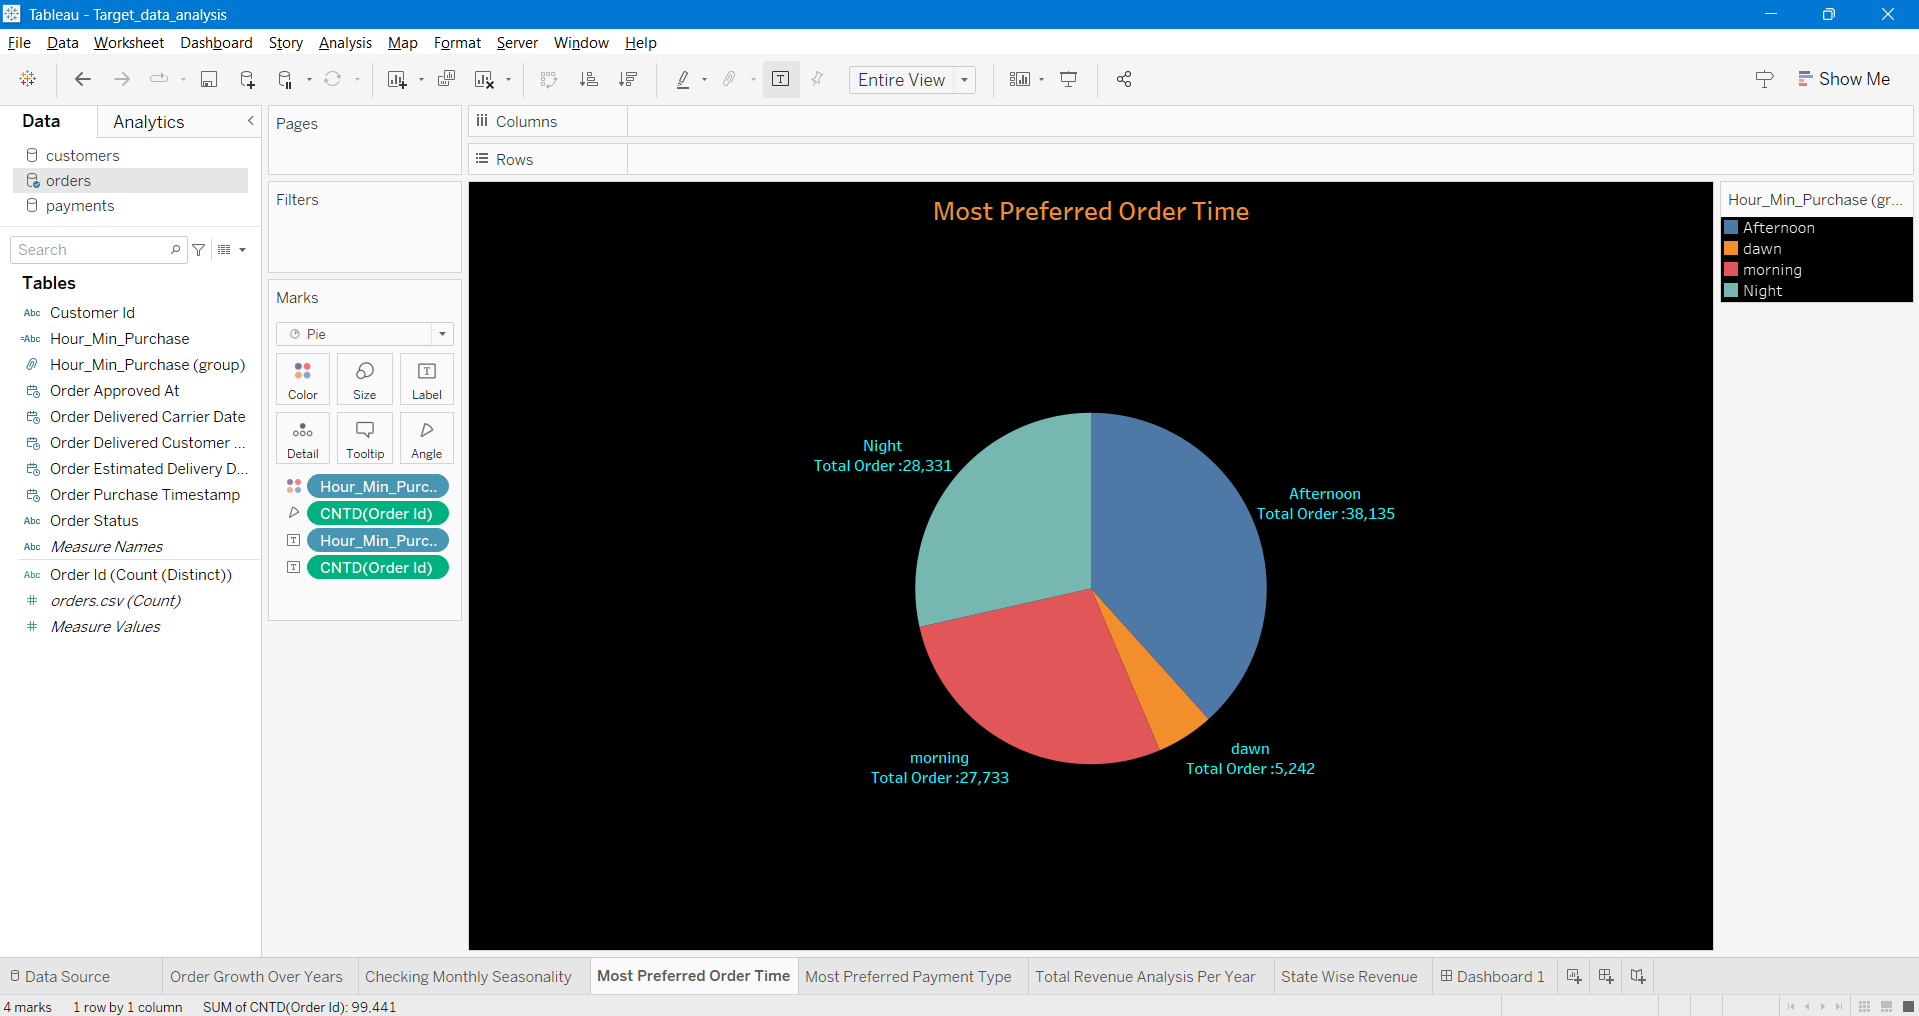 Tableau - Target_data_analysis
File Data Worksheet Dashboard Story Analysis Map Format Server Window Help
Entire View
Show Me
Data Analytics
customers
orders
payments
Search
Tables
Abc Customer Id
=Abc Hour_Min_Purchase
Hour_Min_Purchase (group)
Order Approved At
Order Delivered Carrier Date
Order Delivered Customer ...
Order Estimated Delivery D...
Order Purchase Timestamp
Abc Order Status
Abc Measure Names
Abc Order Id (Count (Distinct))
# orders.csv (Count)
# Measure Values
Pages
Filters
Marks
Pie
Color Size Label
Detail Tooltip Angle
Hour_Min_Purc..
CNTD(Order Id)
T Hour_Min_Purc..
T CNTD(Order Id)
Columns
Rows
Most Preferred Order Time
Night
Total Order :28,331
Afternoon
Total Order :38,135
morning
Total Order :27,733
dawn
Total Order :5,242
Hour_Min_Purchase (gr...
Afternoon
dawn
morning
Night
Data Source Order Growth Over Years Checking Monthly Seasonality Most Preferred Order Time Most Preferred Payment Type Total Revenue Analysis Per Year State Wise Revenue Dashboard 1
4 marks 1 row by 1 column SUM of CNTD(Order Id): 99,441